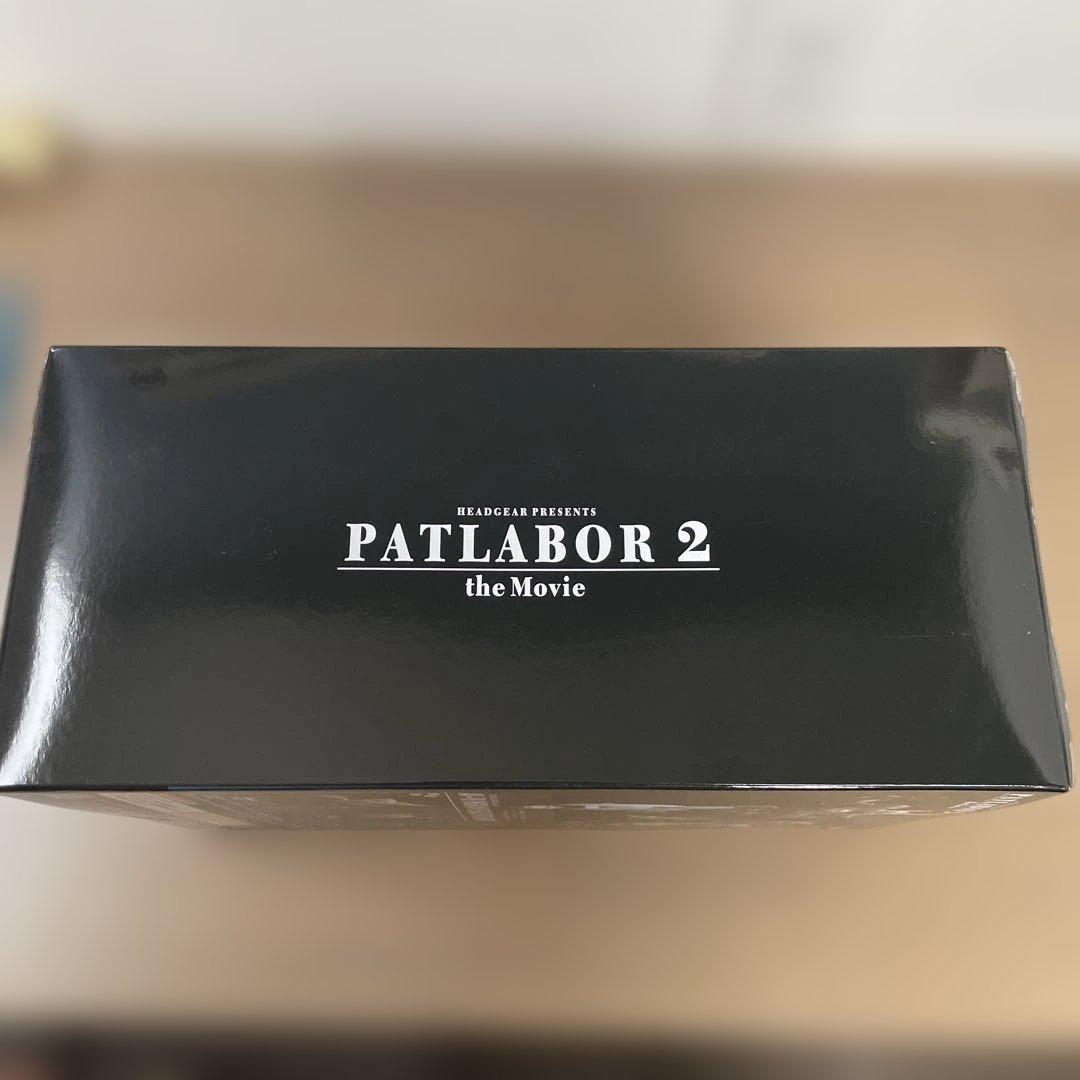 HEADGEAR PRESENTS
PATLABOR 2
the Movie